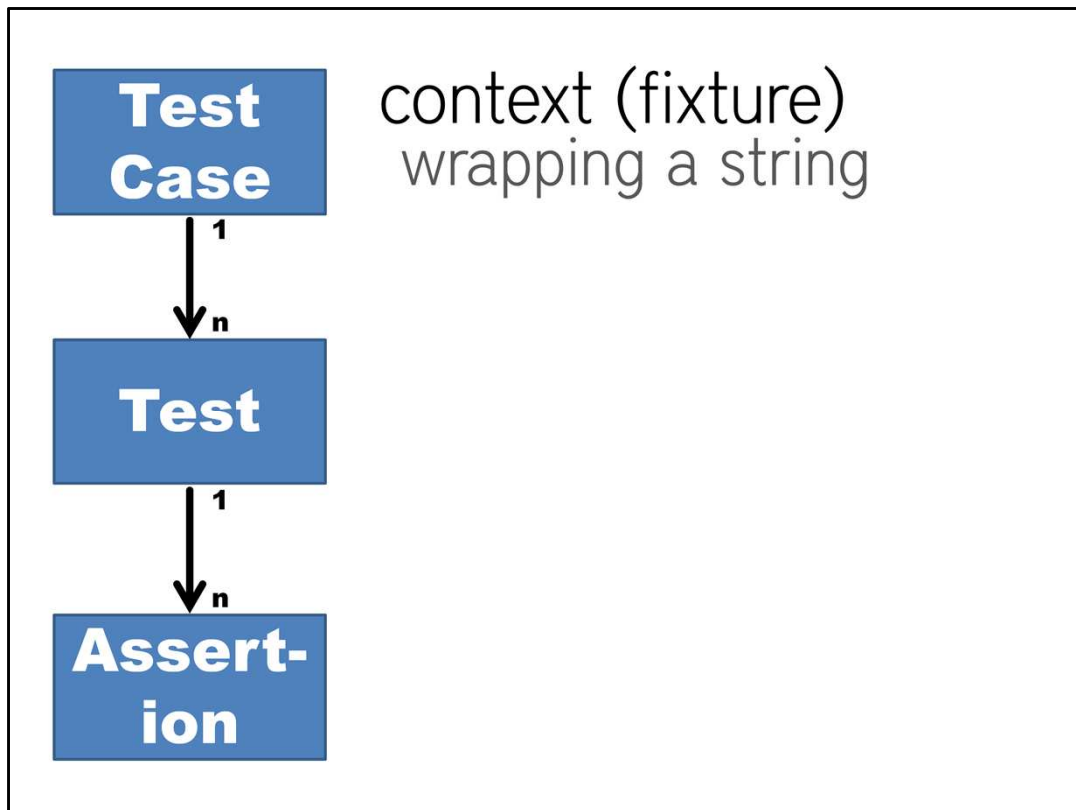 Test
Case
context (fixture)
wrapping a string
1
n
Test
1
n
Assert-
ion